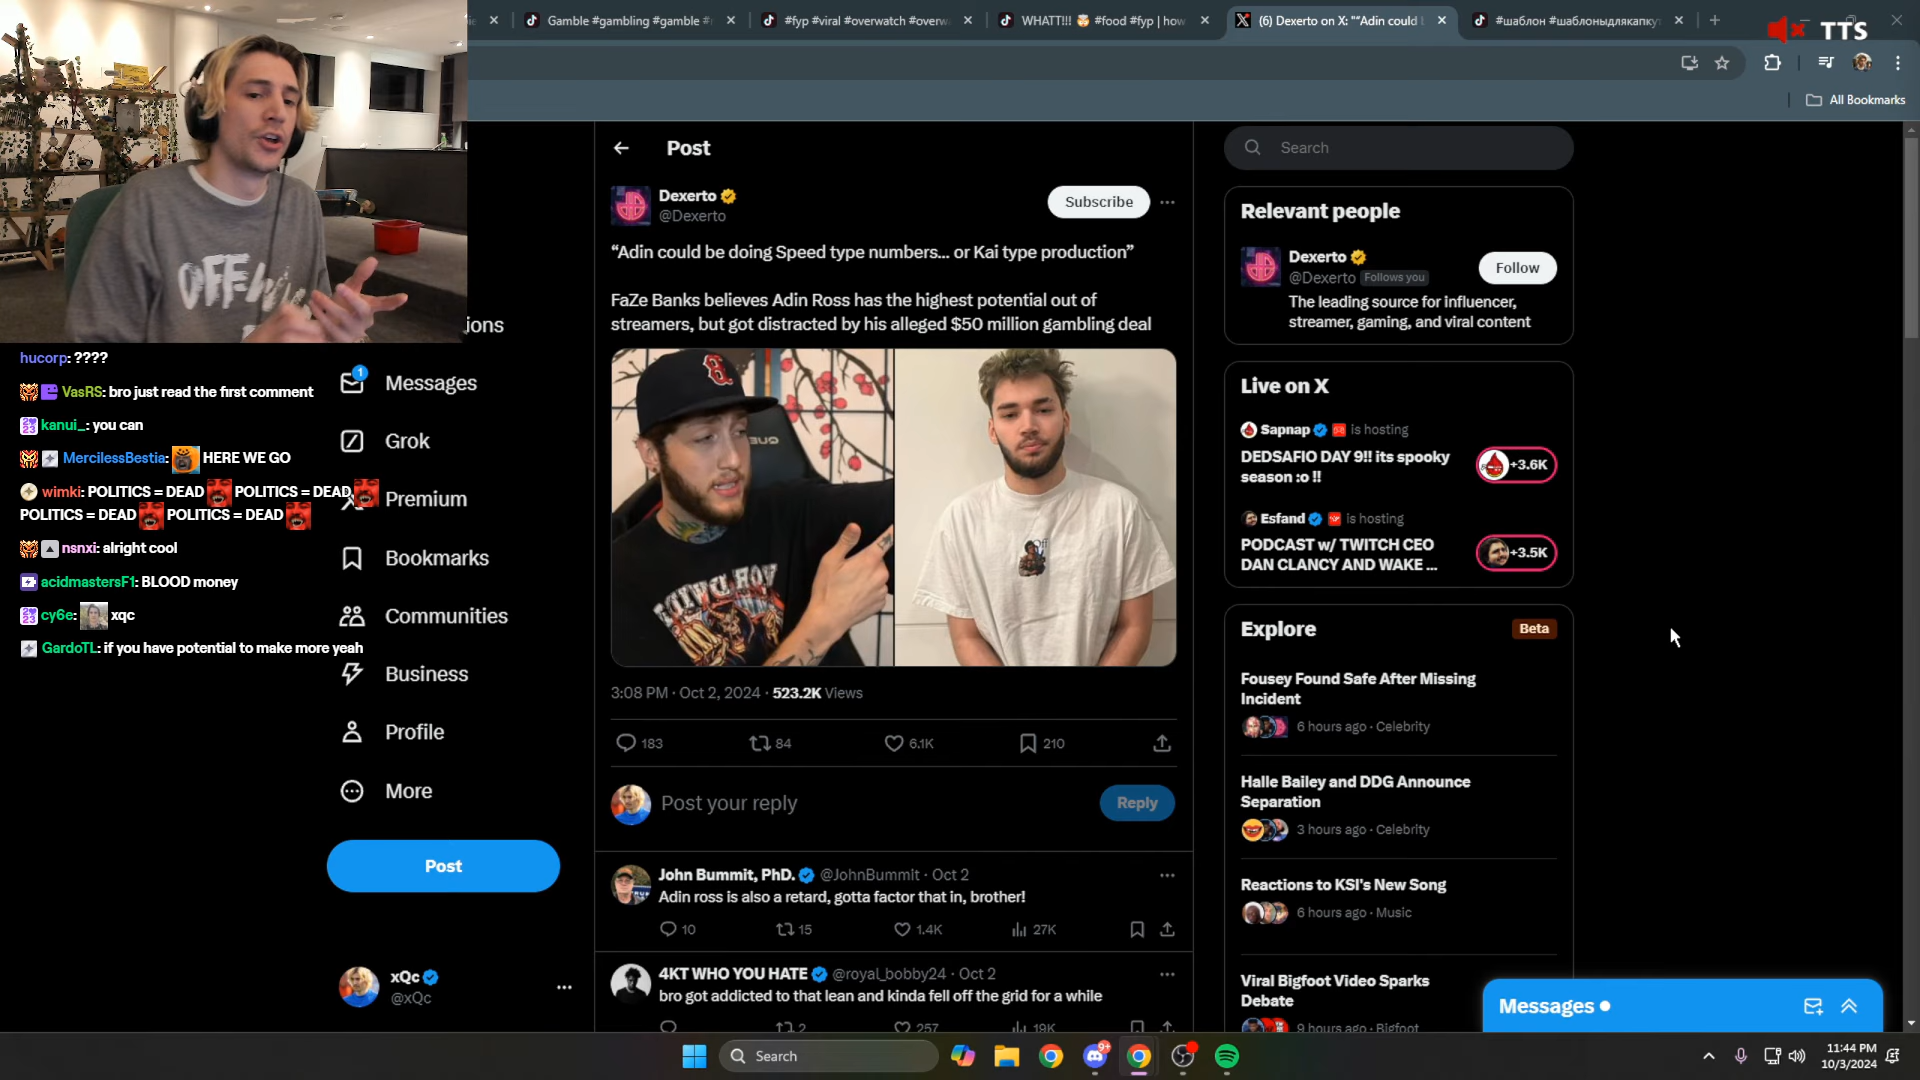 Gamble #gambling #gamble #
#fyp #viral #overwatch #overw
WHATT!!! 🤯 #food #fyp | how
(6) Dexerto on X: "“Adin could
#шаблон #шаблоныдлякапку
TTS
All Bookmarks
OFF
hucorp: ????
VasRS: bro just read the first comment
kanui_: you can
MercilessBestia: HERE WE GO
wimki: POLITICS = DEAD POLITICS = DEAD
POLITICS = DEAD POLITICS = DEAD
nsnxi: alright cool
acidmastersF1: BLOOD money
cy6e: xqc
GardoTL: if you have potential to make more yeah
ions
1
Messages
Grok
Premium
Bookmarks
Communities
Business
Profile
More
Post
xQc
@xQc
Post
Dexerto
@Dexerto
Subscribe
“Adin could be doing Speed type numbers... or Kai type production”
FaZe Banks believes Adin Ross has the highest potential out of
streamers, but got distracted by his alleged $50 million gambling deal
3:08 PM · Oct 2, 2024 · 523.2K Views
183 84 6.1K 210
Post your reply
Reply
John Bummit, PhD. @JohnBummit · Oct 2
Adin ross is also a retard, gotta factor that in, brother!
10 15 1.4K 27K
4KT WHO YOU HATE @royal_bobby24 · Oct 2
bro got addicted to that lean and kinda fell off the grid for a while
2 257 19K
Search
Relevant people
Dexerto
@Dexerto Follows you
Follow
The leading source for influencer,
streamer, gaming, and viral content
Live on X
Sapnap is hosting
DEDSAFIO DAY 9!! its spooky
season :o !!
+3.6K
Esfand is hosting
PODCAST w/ TWITCH CEO
DAN CLANCY AND WAKE ...
+3.5K
Explore
Beta
Fousey Found Safe After Missing
Incident
6 hours ago · Celebrity
Halle Bailey and DDG Announce
Separation
3 hours ago · Celebrity
Reactions to KSI's New Song
6 hours ago · Music
Viral Bigfoot Video Sparks
Debate
9 hours ago · Bigfoot
Messages
Search
9+
11:44 PM
10/3/2024